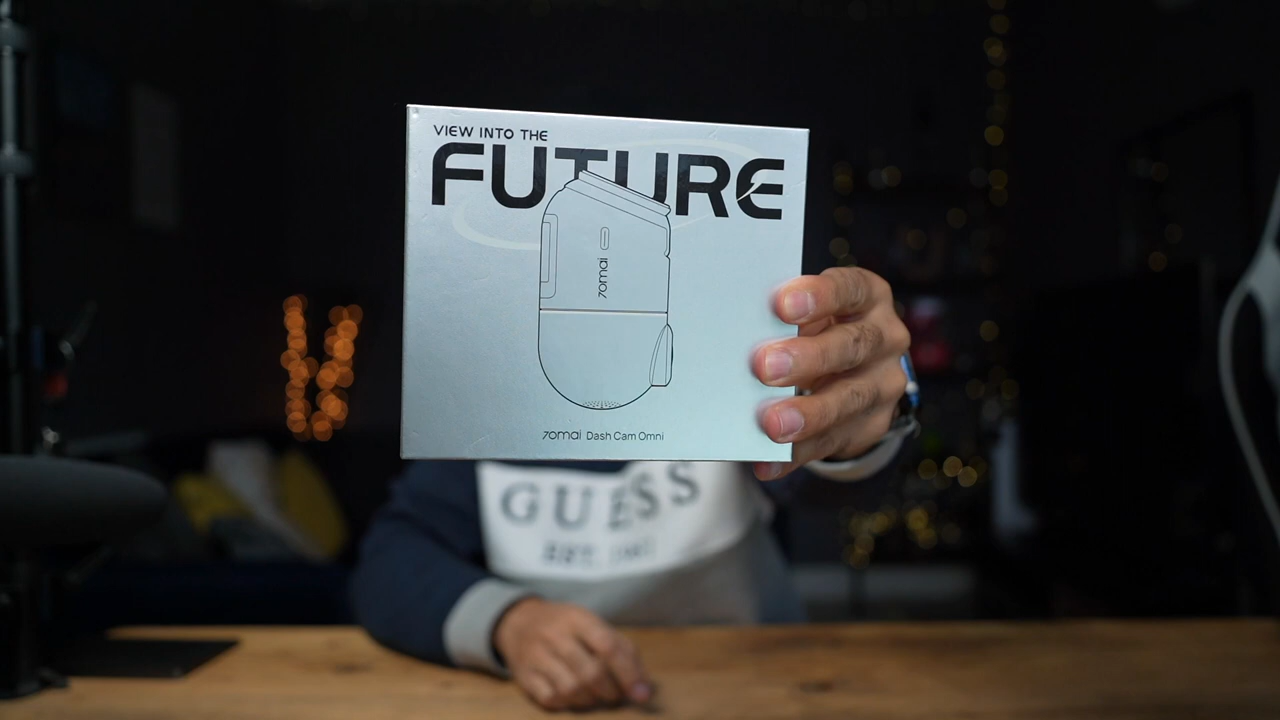 VIEW INTO THE
FUTURE
70mai
70mai Dash Cam Omni
GUESS